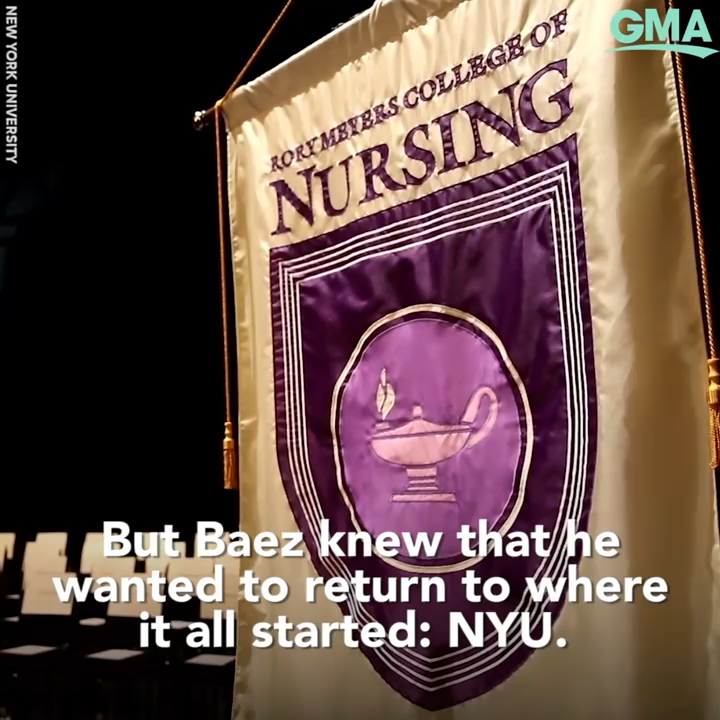 NEW YORK UNIVERSITY
GMA
RORY MEYERS COLLEGE OF
NURSING
But Baez knew that he
wanted to return to where
it all started: NYU.